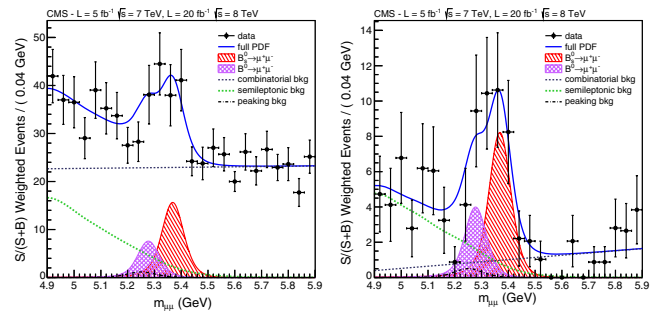 CMS - L = 5 fb⁻¹ √s = 7 TeV, L = 20 fb⁻¹ √s = 8 TeV
S/(S+B) Weighted Events / ( 0.04 GeV)
50
40
30
20
10
0
data
full PDF
B⁰ₛ→μ⁺μ⁻
B⁰→μ⁺μ⁻
combinatorial bkg
semileptonic bkg
peaking bkg
4.9 5 5.1 5.2 5.3 5.4 5.5 5.6 5.7 5.8 5.9
m_μμ (GeV)
CMS - L = 5 fb⁻¹ √s = 7 TeV, L = 20 fb⁻¹ √s = 8 TeV
S/(S+B) Weighted Events / ( 0.04 GeV)
14
12
10
8
6
4
2
0
data
full PDF
B⁰ₛ→μ⁺μ⁻
B⁰→μ⁺μ⁻
combinatorial bkg
semileptonic bkg
peaking bkg
4.9 5 5.1 5.2 5.3 5.4 5.5 5.6 5.7 5.8 5.9
m_μμ (GeV)